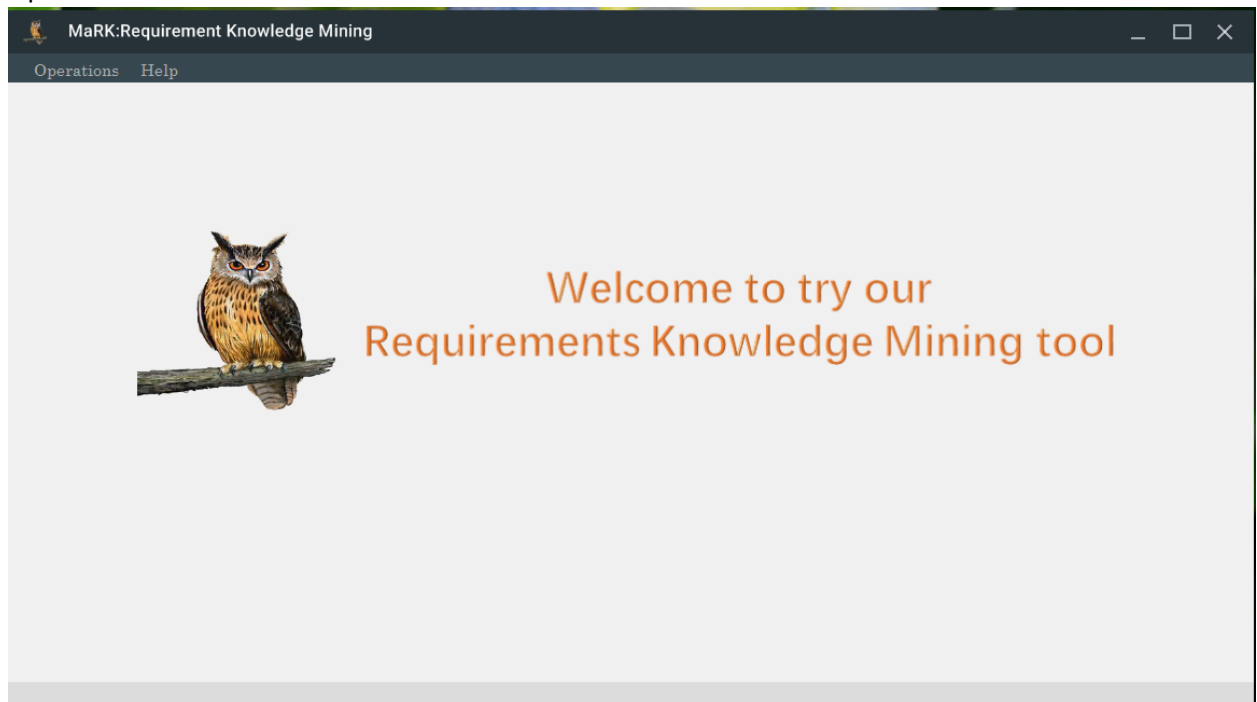 MaRK:Requirement Knowledge Mining
Operations Help
Welcome to try our
Requirements Knowledge Mining tool